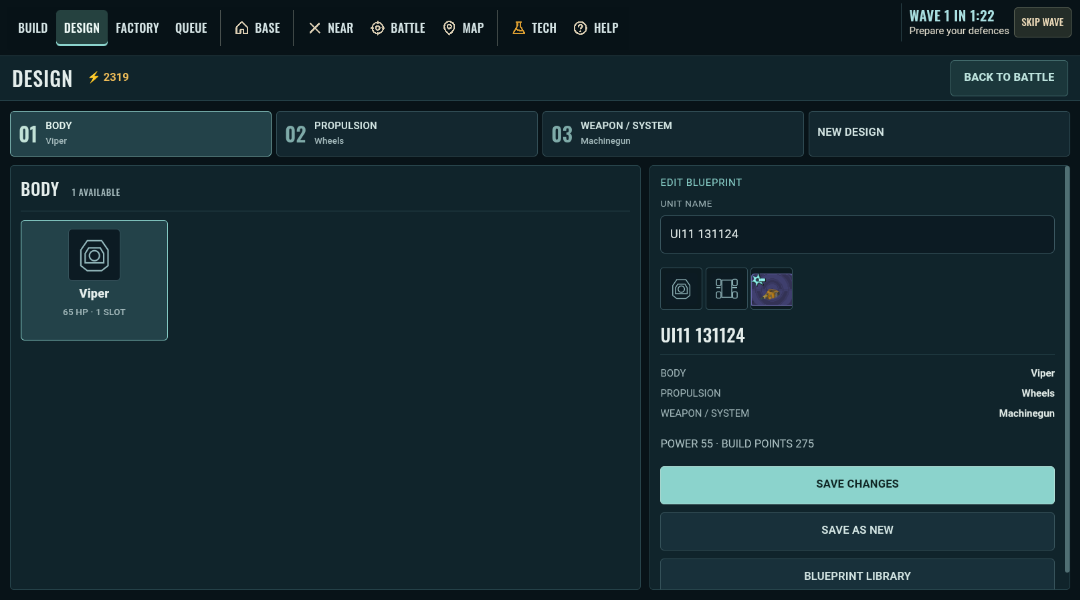 BUILD DESIGN FACTORY QUEUE BASE NEAR BATTLE MAP TECH HELP
WAVE 1 IN 1:22
Prepare your defences
SKIP WAVE
DESIGN 2319
BACK TO BATTLE
01 BODY
Viper
02 PROPULSION
Wheels
03 WEAPON / SYSTEM
Machinegun
NEW DESIGN
BODY 1 AVAILABLE
Viper
65 HP · 1 SLOT
EDIT BLUEPRINT
UNIT NAME
UI11 131124
UI11 131124
BODY Viper
PROPULSION Wheels
WEAPON / SYSTEM Machinegun
POWER 55 · BUILD POINTS 275
SAVE CHANGES
SAVE AS NEW
BLUEPRINT LIBRARY